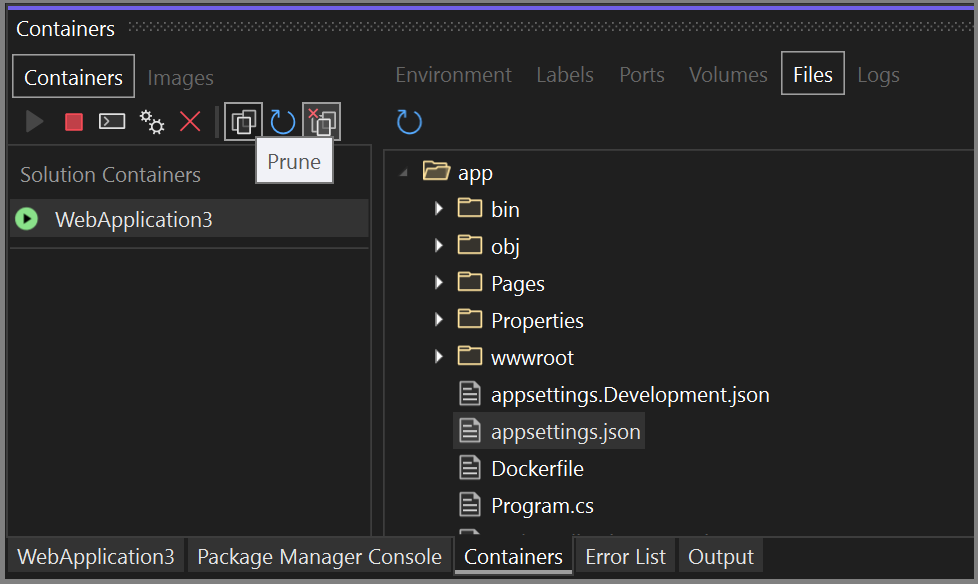 Containers
Containers Images
Environment Labels Ports Volumes Files Logs
Prune
Solution Containers
WebApplication3
app
bin
obj
Pages
Properties
wwwroot
appsettings.Development.json
appsettings.json
Dockerfile
Program.cs
WebApplication3 Package Manager Console Containers Error List Output